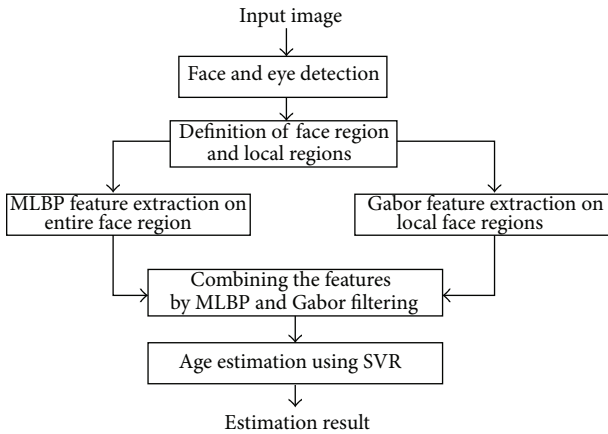 Input image
Face and eye detection
Definition of face region
and local regions
MLBP feature extraction on
entire face region
Gabor feature extraction on
local face regions
Combining the features
by MLBP and Gabor filtering
Age estimation using SVR
Estimation result